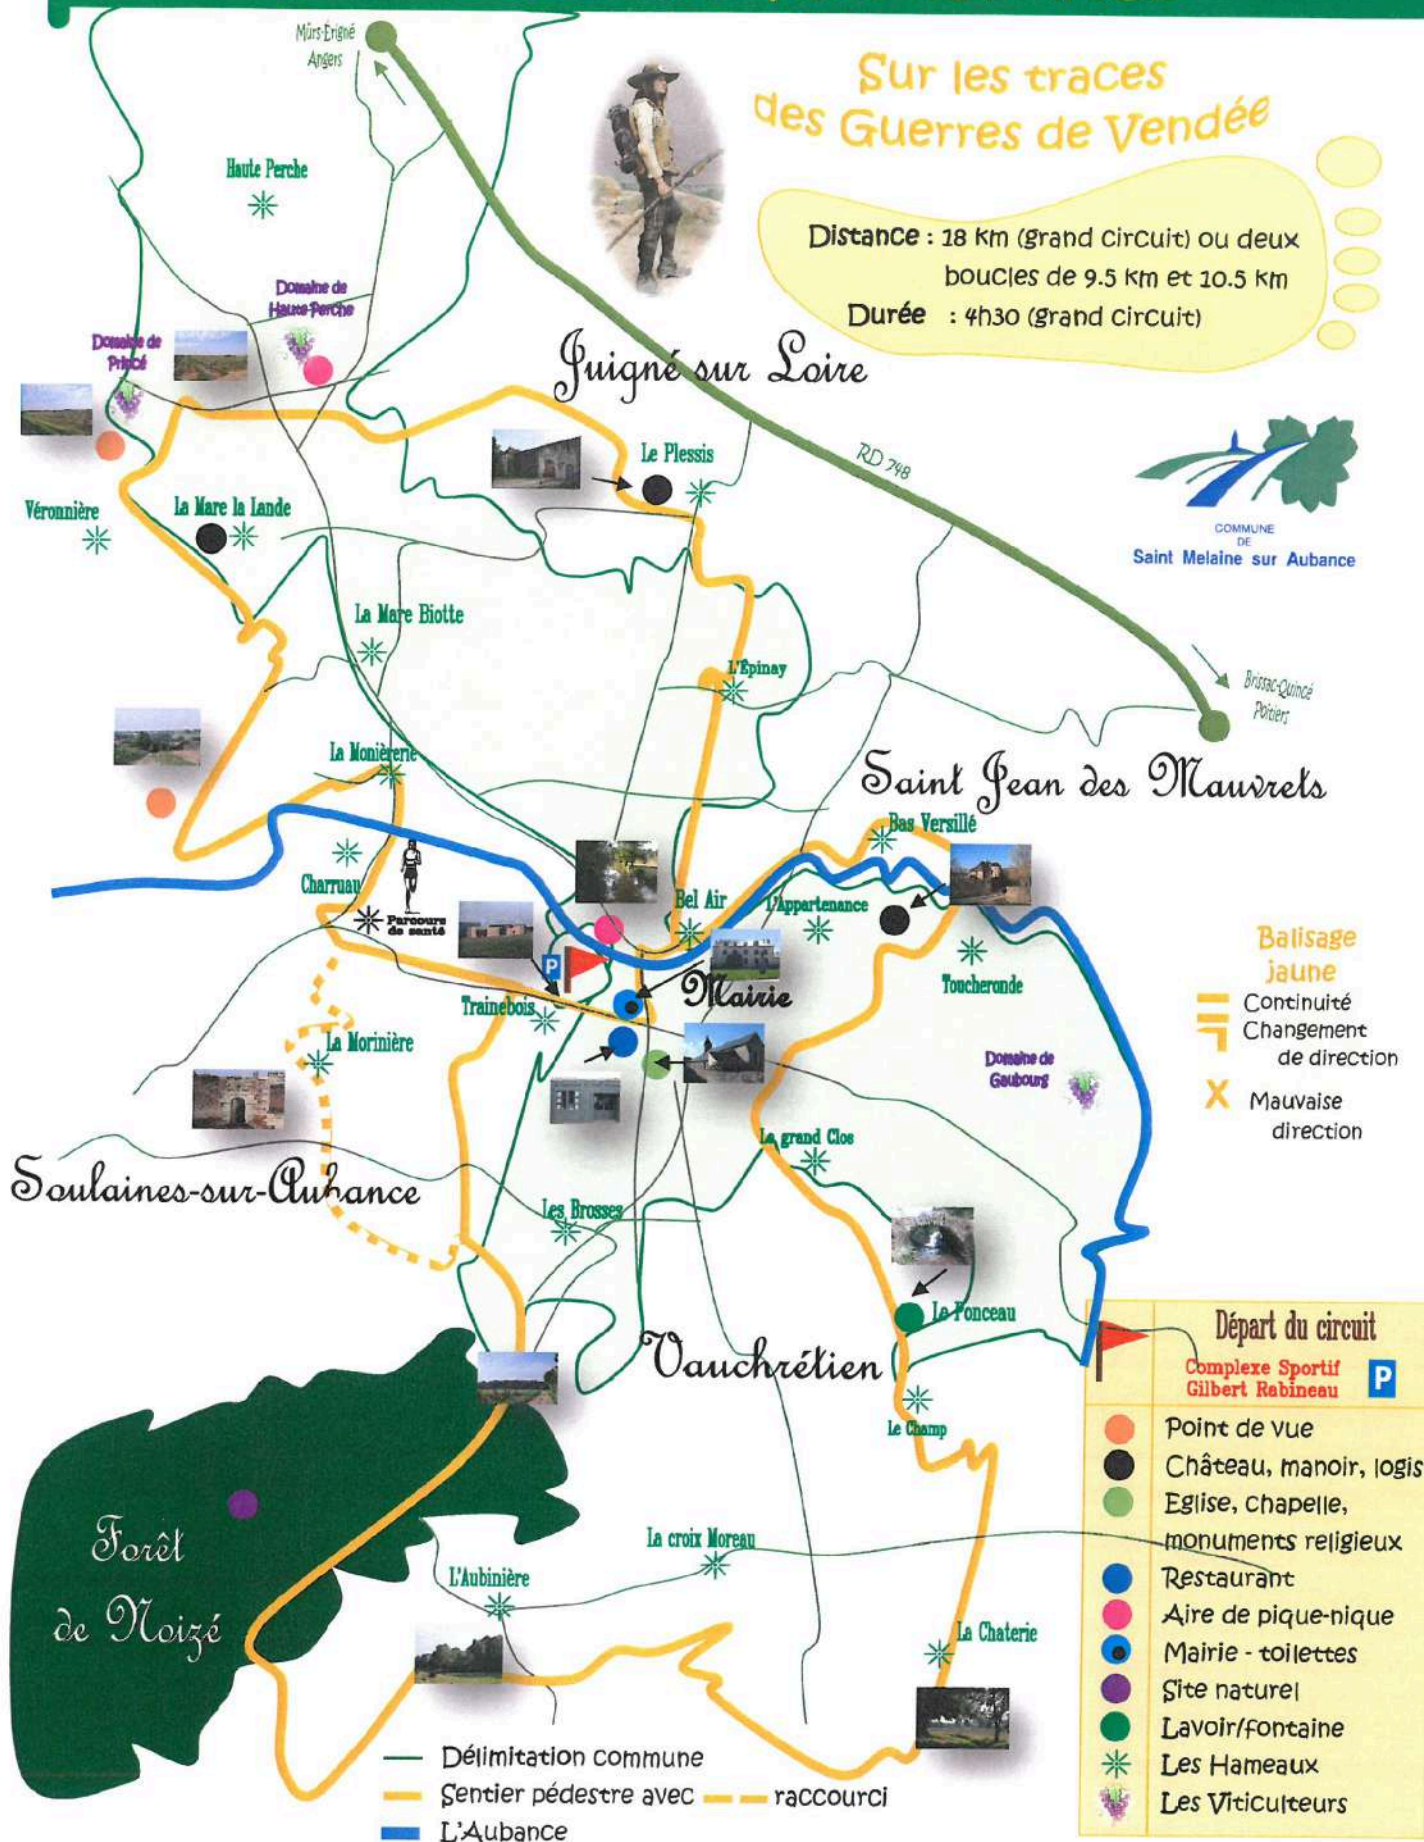 Mûrs-Erigné
Angers
Sur les traces
des Guerres de Vendée
Distance : 18 km (grand circuit) ou deux
boucles de 9.5 km et 10.5 km
Durée : 4h30 (grand circuit)
Haute Perche
Domaine de
Haute-Perche
Domaine de
Princé
Juigné sur Loire
RD 748
Le Plessis
COMMUNE
DE
Saint Melaine sur Aubance
Véronnière
La Mare la Lande
La Mare Biotte
L'Épinay
Brissac-Quincé
Poitiers
La Monièrerie
Saint Jean des Mauvrets
Bas Versillé
Charruau
Parcours
de santé
Bel Air
L'Appartenance
Toucheronde
P
Mairie
Trainebois
La Morinière
Domaine de
Gaubourg
Balisage
jaune
Continuité
Changement
de direction
X Mauvaise
direction
Le grand Clos
Soulaines-sur-Aubance
Les Brosses
Le Ponceau
Vauchrétien
Le Champ
Forêt
de Noizé
La croix Moreau
L'Aubinière
La Chaterie
Départ du circuit
Complexe Sportif
Gilbert Rabineau
P
Point de vue
Château, manoir, logis
Eglise, chapelle,
monuments religieux
Restaurant
Aire de pique-nique
Mairie - toilettes
Site naturel
Lavoir/fontaine
Les Hameaux
Les Viticulteurs
Délimitation commune
Sentier pédestre avec raccourci
L'Aubance